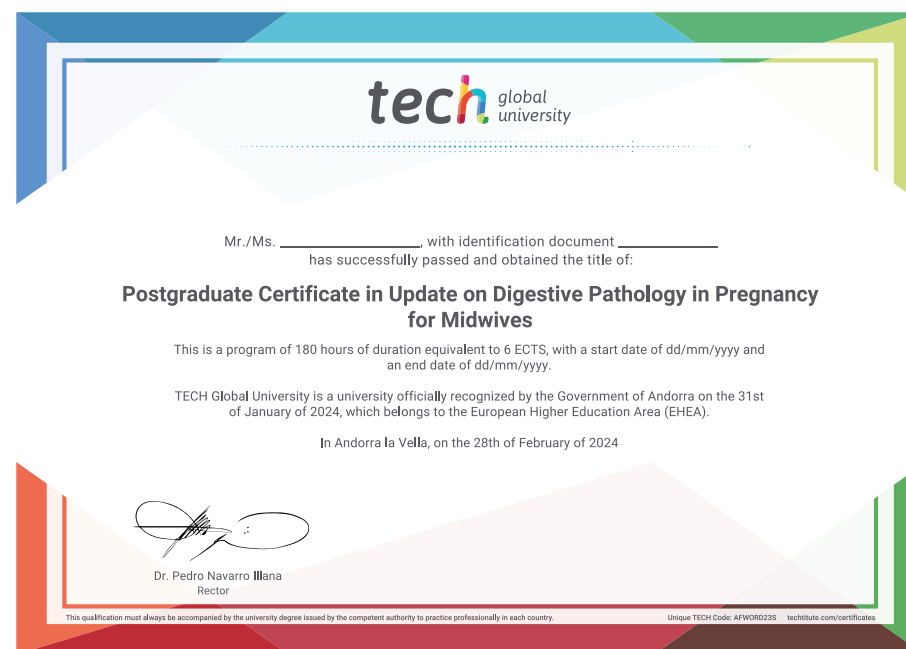 tech global university
Mr./Ms. ____________, with identification document ____________
has successfully passed and obtained the title of:
Postgraduate Certificate in Update on Digestive Pathology in Pregnancy
for Midwives
This is a program of 180 hours of duration equivalent to 6 ECTS, with a start date of dd/mm/yyyy and
an end date of dd/mm/yyyy.
TECH Global University is a university officially recognized by the Government of Andorra on the 31st
of January of 2024, which belongs to the European Higher Education Area (EHEA).
In Andorra la Vella, on the 28th of February of 2024
Dr. Pedro Navarro Illana
Rector
This qualification must always be accompanied by the university degree issued by the competent authority to practice professionally in each country.
Unique TECH Code: AFWORD23S techtitute.com/certificates